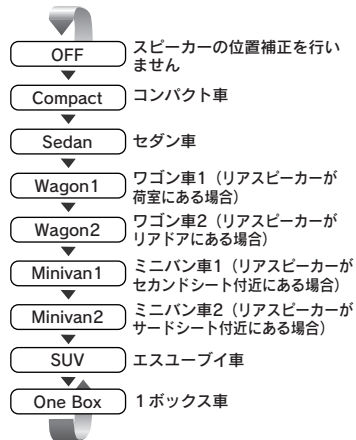 OFF スピーカーの位置補正を行い
ません
Compact コンパクト車
Sedan セダン車
Wagon1 ワゴン車1（リアスピーカーが
荷室にある場合）
Wagon2 ワゴン車2（リアスピーカーが
リアドアにある場合）
Minivan1 ミニバン車1（リアスピーカーが
セカンドシート付近にある場合）
Minivan2 ミニバン車2（リアスピーカーが
サードシート付近にある場合）
SUV エスユーブイ車
One Box 1ボックス車